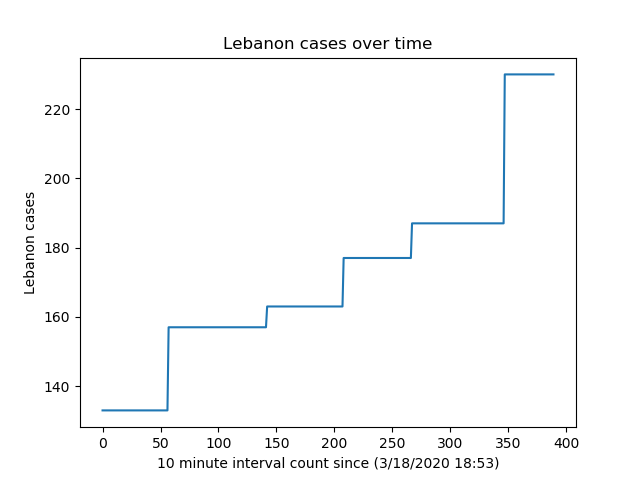 Lebanon cases over time
Lebanon cases
220
200
180
160
140
0 50 100 150 200 250 300 350 400
10 minute interval count since (3/18/2020 18:53)